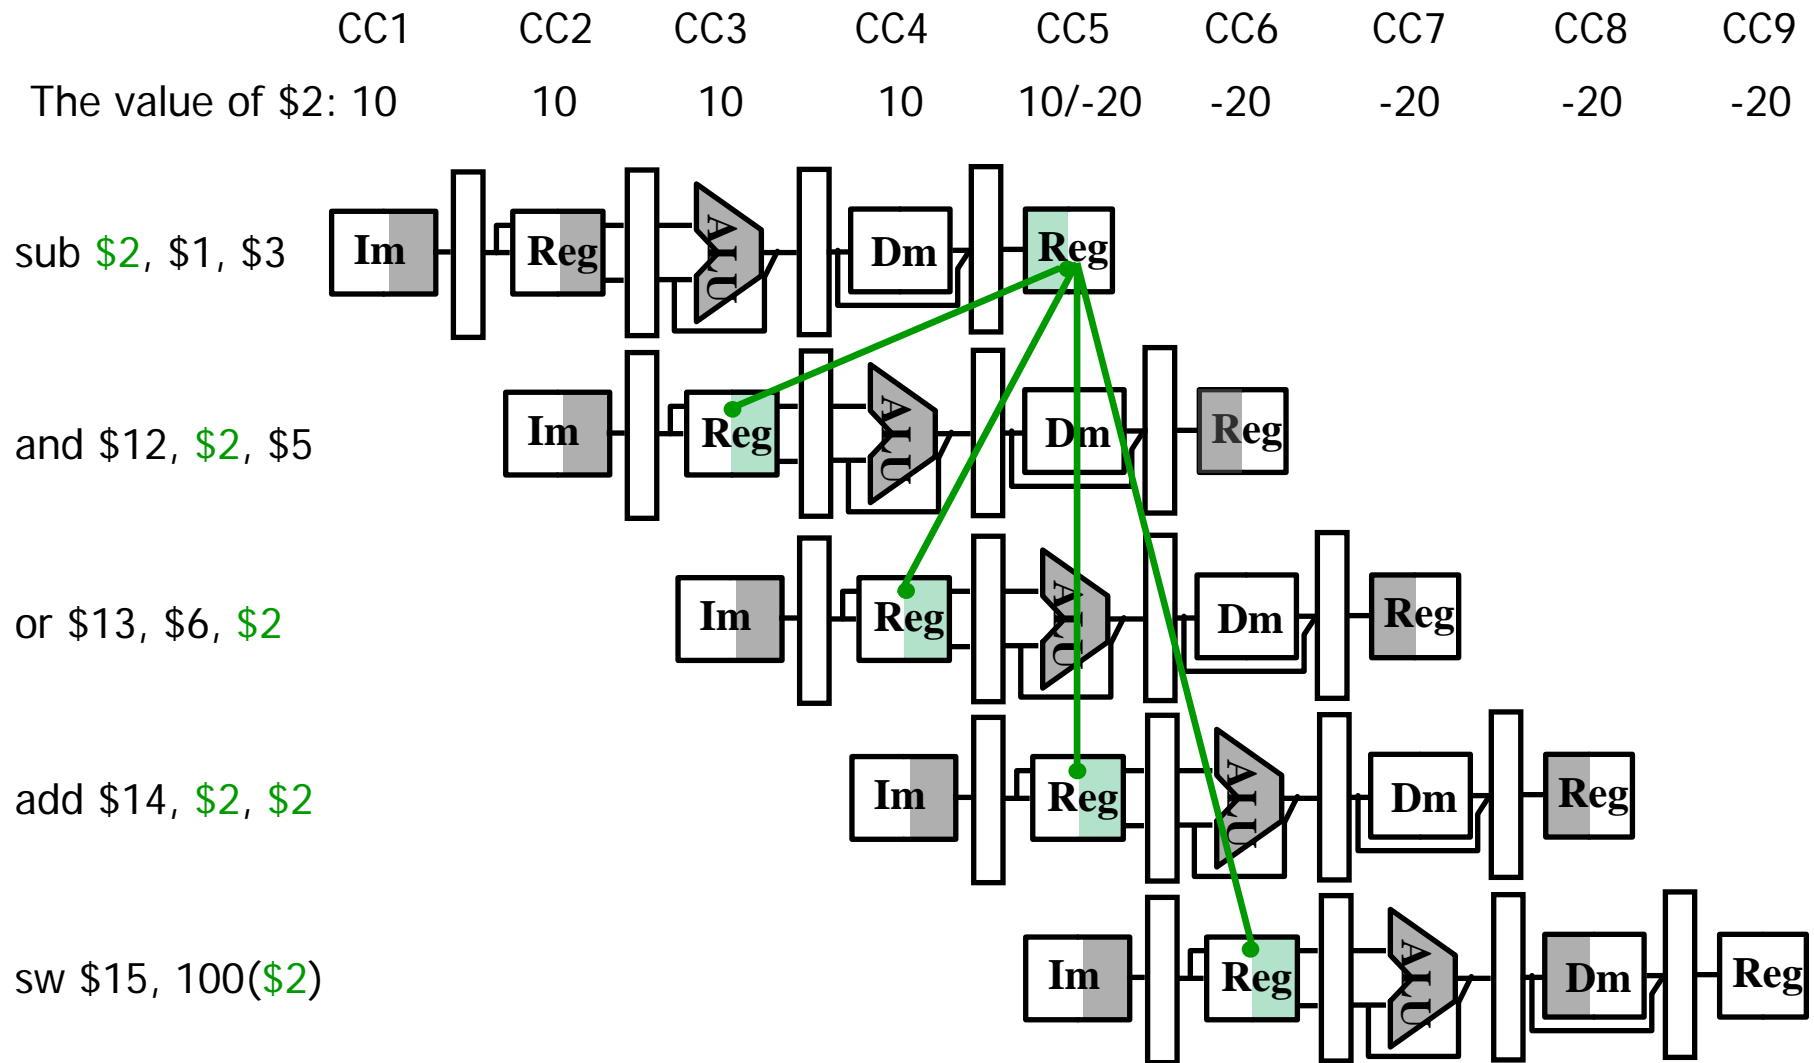 CC1 CC2 CC3 CC4 CC5 CC6 CC7 CC8 CC9
The value of $2: 10 10 10 10 10/-20 -20 -20 -20 -20
sub $2, $1, $3 Im Reg ALU Dm Reg
and $12, $2, $5 Im Reg ALU Dm Reg
or $13, $6, $2 Im Reg ALU Dm Reg
add $14, $2, $2 Im Reg ALU Dm Reg
sw $15, 100($2) Im Reg ALU Dm Reg